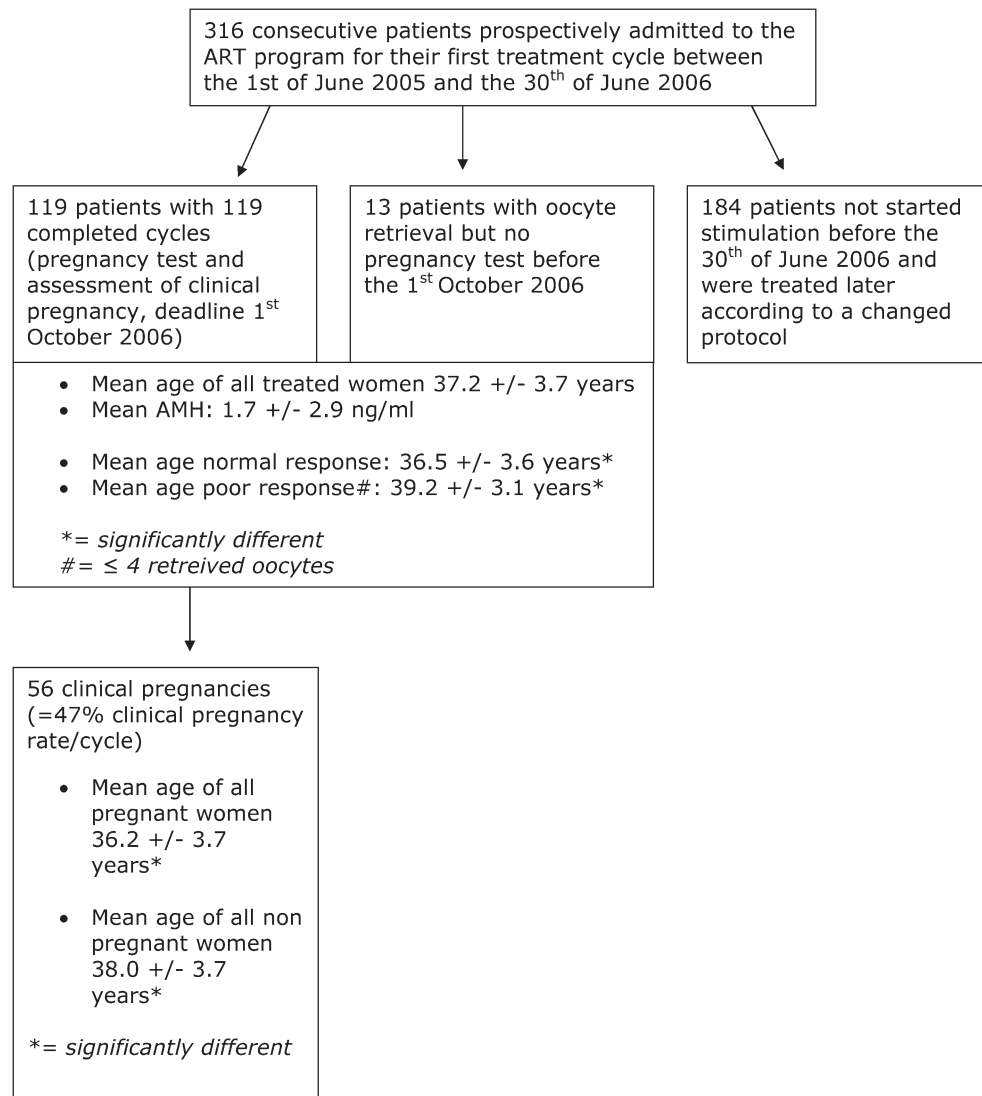 316 consecutive patients prospectively admitted to the
ART program for their first treatment cycle between
the 1st of June 2005 and the 30th of June 2006
119 patients with 119
completed cycles
(pregnancy test and
assessment of clinical
pregnancy, deadline 1st
October 2006)
13 patients with oocyte
retrieval but no
pregnancy test before
the 1st October 2006
184 patients not started
stimulation before the
30th of June 2006 and
were treated later
according to a changed
protocol
• Mean age of all treated women 37.2 +/- 3.7 years
• Mean AMH: 1.7 +/- 2.9 ng/ml
• Mean age normal response: 36.5 +/- 3.6 years*
• Mean age poor response#: 39.2 +/- 3.1 years*
*= significantly different
#= ≤ 4 retreived oocytes
56 clinical pregnancies
(=47% clinical pregnancy
rate/cycle)
• Mean age of all
pregnant women
36.2 +/- 3.7
years*
• Mean age of all non
pregnant women
38.0 +/- 3.7
years*
*= significantly different